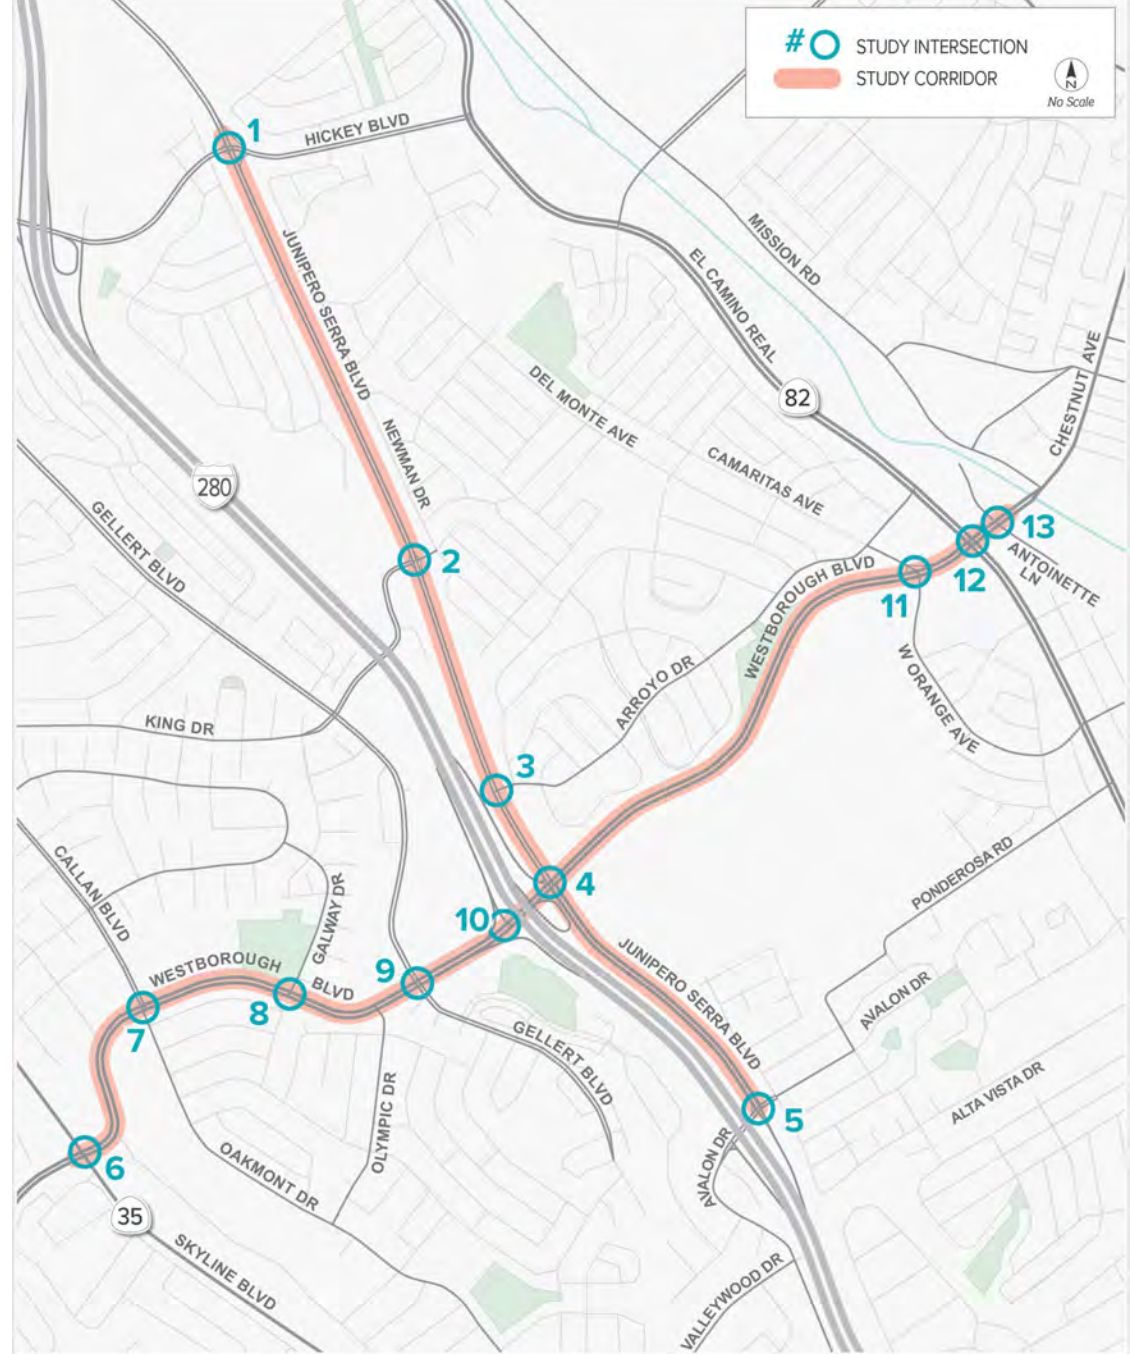 # STUDY INTERSECTION
STUDY CORRIDOR
N
No Scale
1
HICKEY BLVD
JUNIPERO SERRA BLVD
MISSION RD
EL CAMINO REAL
82
CHESTNUT AVE
DEL MONTE AVE
CAMARITAS AVE
NEWMAN DR
280
GELLERT BLVD
2
13
12
ANTOINETTE
LN
11
WESTBOROUGH BLVD
W ORANGE AVE
ARROYO DR
KING DR
3
4
PONDEROSA RD
CALLAN BLVD
GALWAY DR
10
9
WESTBOROUGH
BLVD
8
7
JUNIPERO SERRA BLVD
AVALON DR
GELLERT BLVD
ALTA VISTA DR
5
OLYMPIC DR
AVALON DR
6
OAKMONT DR
35
SKYLINE BLVD
VALLEYWOOD DR